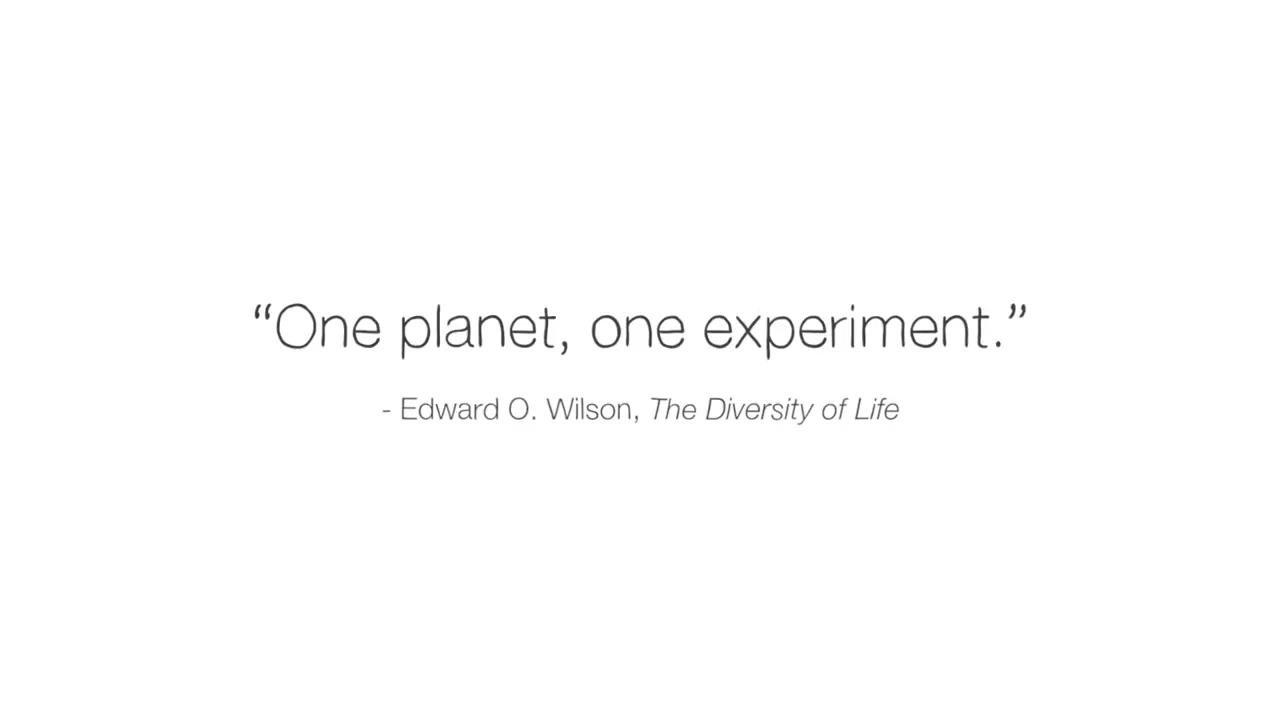 “One planet, one experiment.”
- Edward O. Wilson, The Diversity of Life